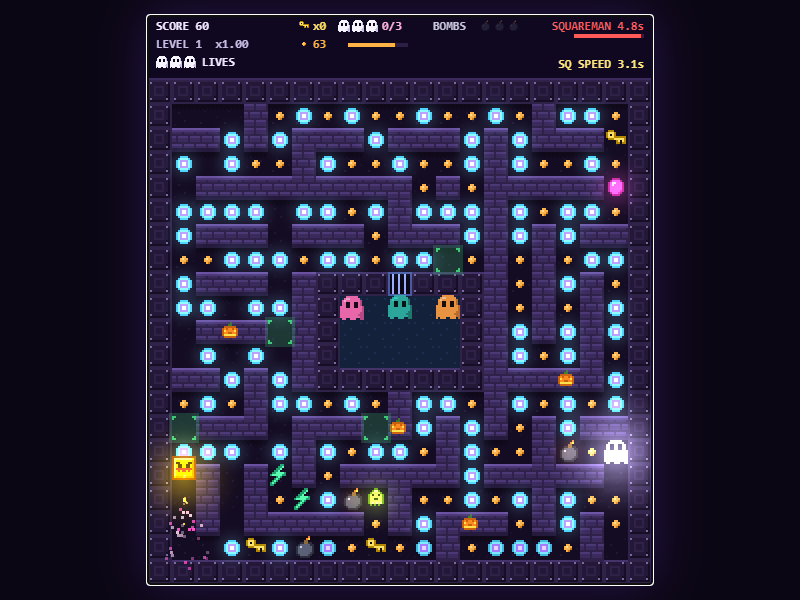 SCORE 60 x0 0/3 BOMBS SQUAREMAN 4.8s
LEVEL 1 x1.00 63
LIVES SQ SPEED 3.1s